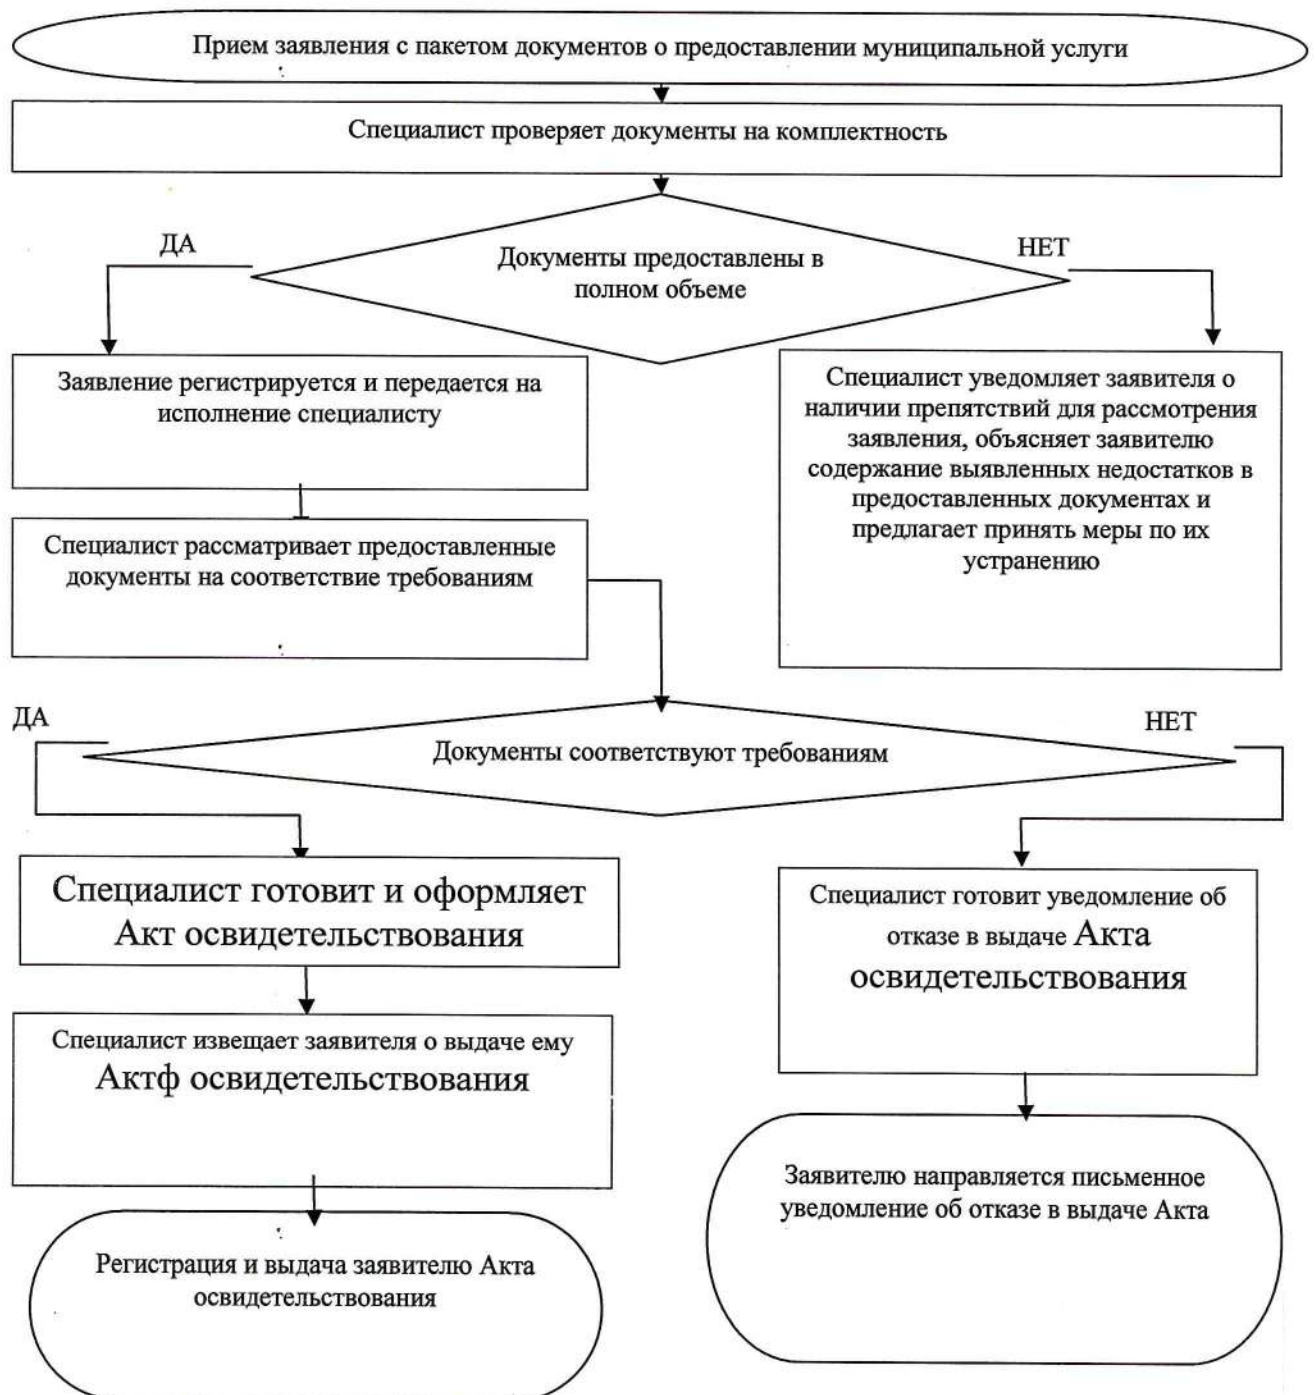 Прием заявления с пакетом документов о предоставлении муниципальной услуги
Специалист проверяет документы на комплектность
ДА
НЕТ
Документы предоставлены в
полном объеме
Заявление регистрируется и передается на
исполнение специалисту
Специалист уведомляет заявителя о
наличии препятствий для рассмотрения
заявления, объясняет заявителю
содержание выявленных недостатков в
предоставленных документах и
предлагает принять меры по их
устранению
Специалист рассматривает предоставленные
документы на соответствие требованиям
ДА
НЕТ
Документы соответствуют требованиям
Специалист готовит и оформляет
Акт освидетельствования
Специалист готовит уведомление об
отказе в выдаче Акта
освидетельствования
Специалист извещает заявителя о выдаче ему
Актф освидетельствования
Заявителю направляется письменное
уведомление об отказе в выдаче Акта
Регистрация и выдача заявителю Акта
освидетельствования